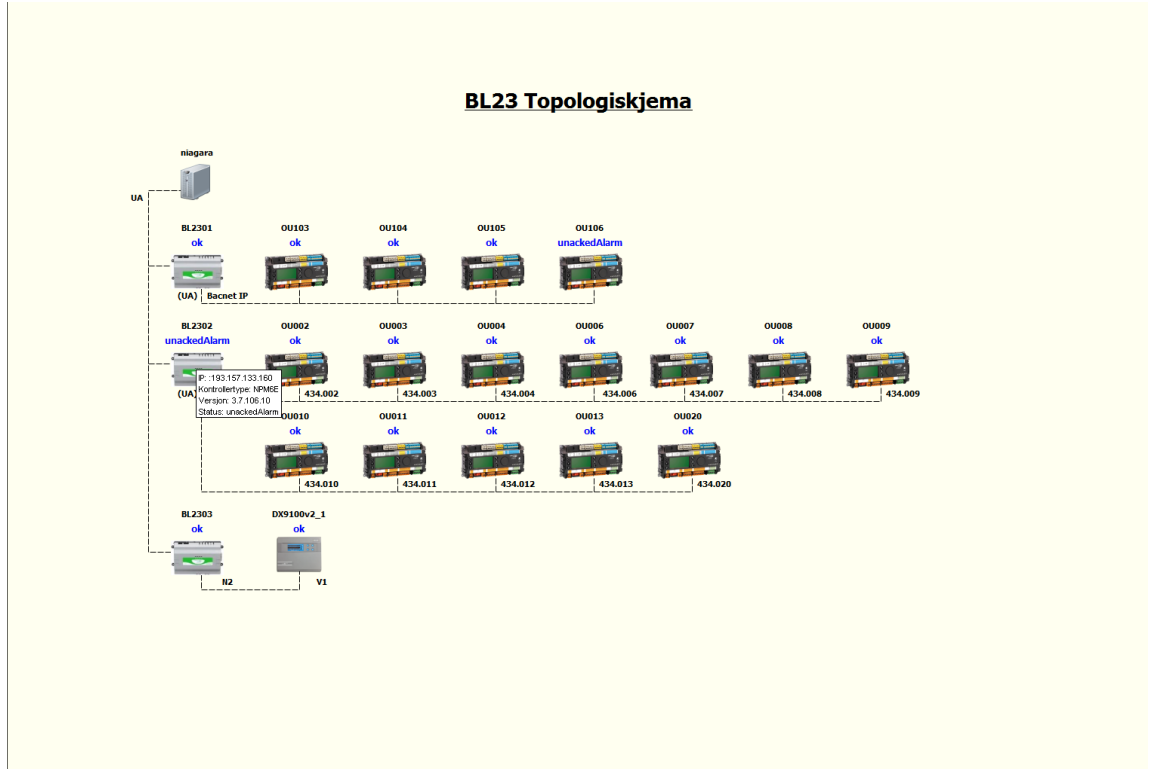 BL23 Topologiskjema
niagara
UA
BL2301 OU103 OU104 OU105 OU106
ok ok ok ok unackedAlarm
(UA) Bacnet IP
BL2302 OU002 OU003 OU004 OU006 OU007 OU008 OU009
unackedAlarm ok ok ok ok ok ok ok
IP: :193.157.133.160
Kontrollertype: NPM6E
Versjon: 3.7.106.10
Status: unackedAlarm
(UA) 434.002 434.003 434.004 434.006 434.007 434.008 434.009
OU010 OU011 OU012 OU013 OU020
ok ok ok ok ok
434.010 434.011 434.012 434.013 434.020
BL2303 DX9100v2_1
ok ok
N2 V1